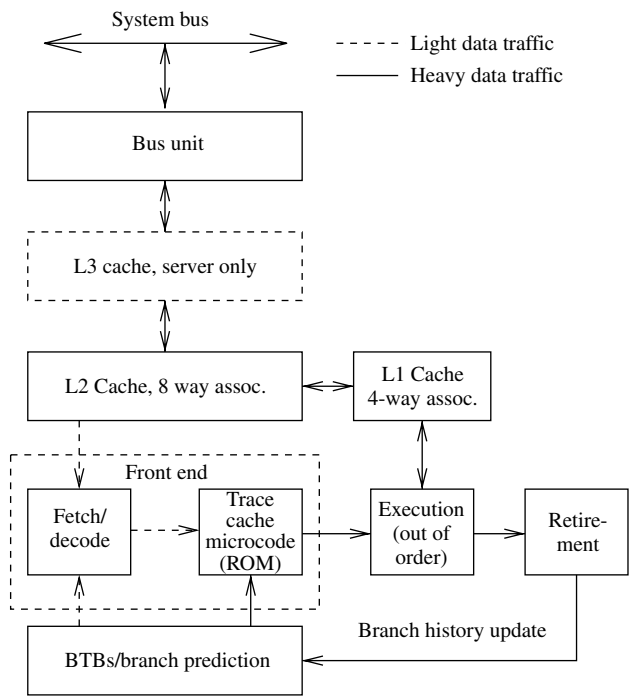 System bus
Light data traffic
Heavy data traffic
Bus unit
L3 cache, server only
L2 Cache, 8 way assoc.
L1 Cache
4-way assoc.
Front end
Fetch/
decode
Trace
cache
microcode
(ROM)
Execution
(out of
order)
Retire-
ment
Branch history update
BTBs/branch prediction